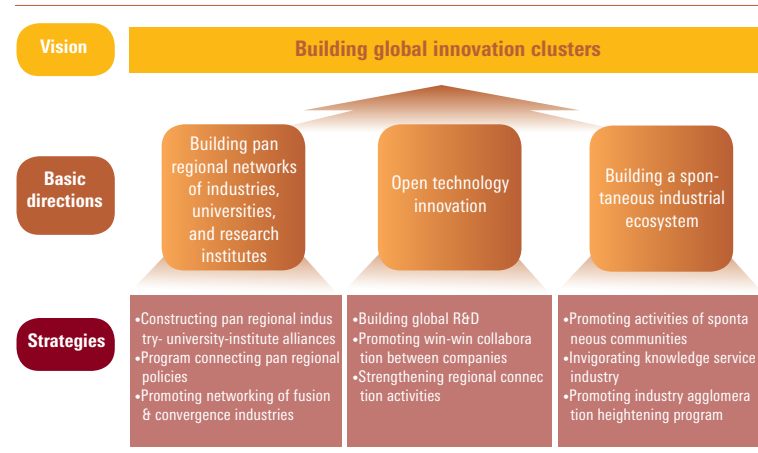 Vision
Building global innovation clusters
Basic
directions
Building pan
regional networks
of industries,
universities,
and research
institutes
Open technology
innovation
Building a spon-
taneous industrial
ecosystem
Strategies
•Constructing pan regional indus
try- university-institute alliances
•Program connecting pan regional
policies
•Promoting networking of fusion
& convergence industries
•Building global R&D
•Promoting win-win collabora
tion between companies
•Strengthening regional connec
tion activities
•Promoting activities of sponta
neous communities
•Invigorating knowledge service
industry
•Promoting industry agglomera
tion heightening program